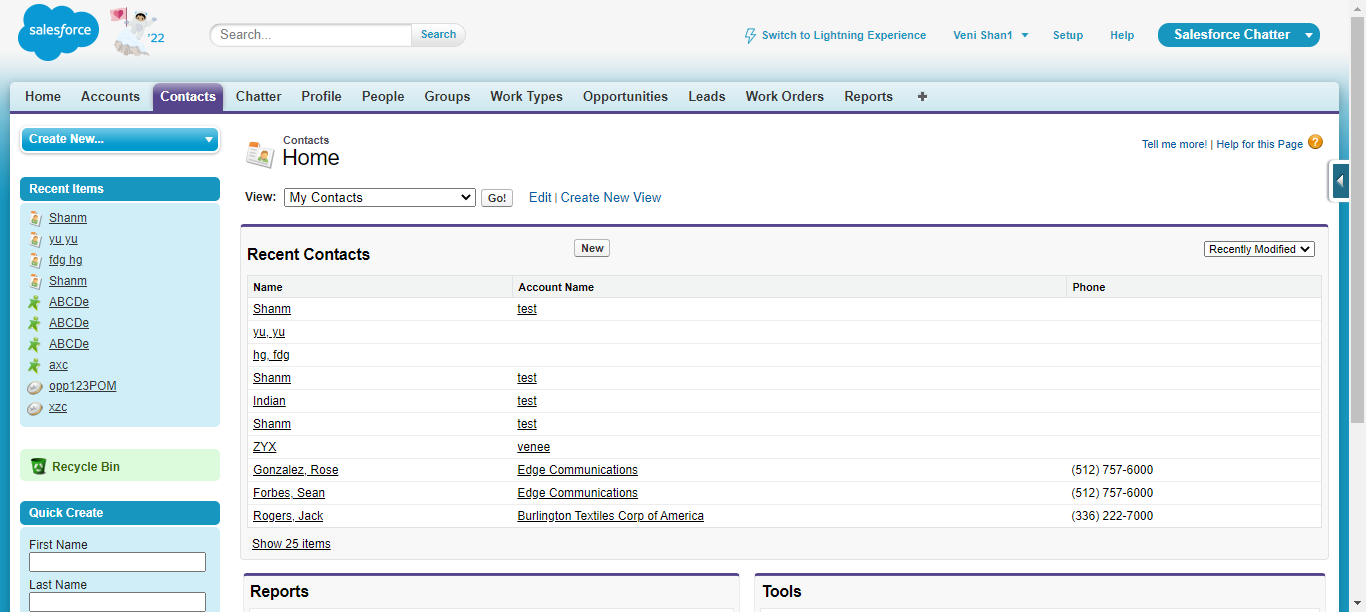 salesforce
'22
Search...
Search
Switch to Lightning Experience
Veni Shan1
Setup
Help
Salesforce Chatter
Home Accounts Contacts Chatter Profile People Groups Work Types Opportunities Leads Work Orders Reports +
Create New...
Recent Items
Shanm
yu yu
fdg hg
Shanm
ABCDe
ABCDe
ABCDe
axc
opp123POM
xzc
Recycle Bin
Quick Create
First Name
Last Name
Contacts
Home
Tell me more! | Help for this Page ?
View: My Contacts Go! Edit | Create New View
Recent Contacts New Recently Modified
Name Account Name Phone
Shanm test
yu, yu
hg, fdg
Shanm test
Indian test
Shanm test
ZYX venee
Gonzalez, Rose Edge Communications (512) 757-6000
Forbes, Sean Edge Communications (512) 757-6000
Rogers, Jack Burlington Textiles Corp of America (336) 222-7000
Show 25 items
Reports
Tools